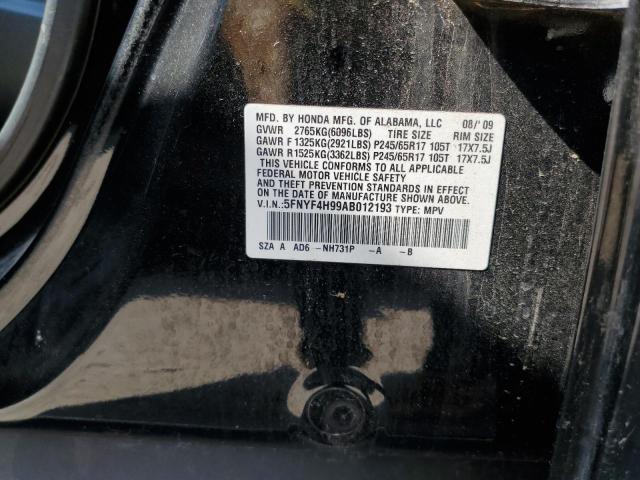 MFD. BY HONDA MFG. OF ALABAMA, LLC 08/'09
GVWR 2765KG(6096LBS) TIRE SIZE RIM SIZE
GAWR F 1325KG(2921LBS) P245/65R17 105T 17X7.5J
GAWR R1525KG(3362LBS) P245/65R17 105T 17X7.5J
THIS VEHICLE CONFORMS TO ALL APPLICABLE
FEDERAL MOTOR VEHICLE SAFETY
AND THEFT PREVENTION STANDARDS IN EFFECT
ON THE DATE OF MANUFACTURE SHOWN ABOVE.
V.I.N.:5FNYF4H99AB012193 TYPE: MPV
SZA A AD6 -NH731P -A -B